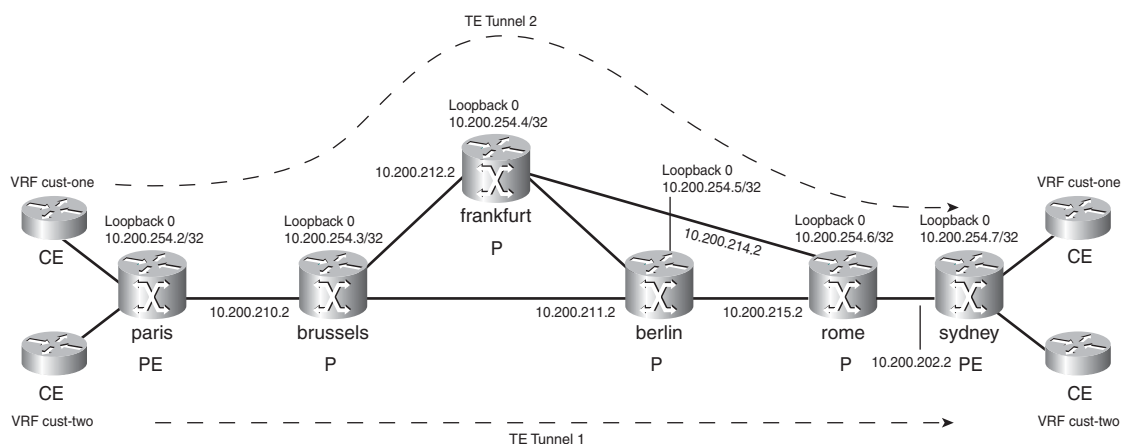 TE Tunnel 2
Loopback 0
10.200.254.4/32
10.200.212.2
frankfurt
P
Loopback 0
10.200.254.5/32
10.200.214.2
VRF cust-one
CE
Loopback 0
10.200.254.2/32
Loopback 0
10.200.254.3/32
Loopback 0
10.200.254.6/32
Loopback 0
10.200.254.7/32
VRF cust-one
CE
10.200.210.2
10.200.211.2
10.200.215.2
paris
brussels
berlin
rome
sydney
PE
P
P
P
10.200.202.2
PE
CE
CE
VRF cust-two
VRF cust-two
TE Tunnel 1